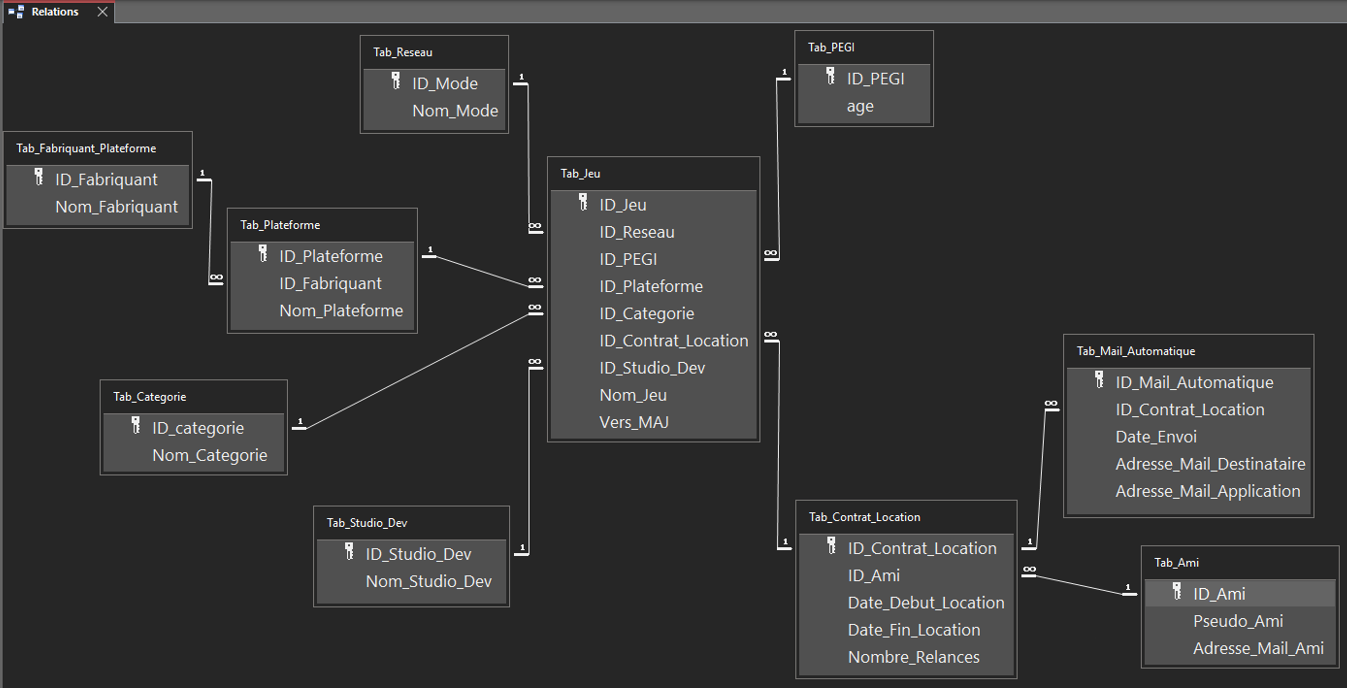 Relations
Tab_Reseau
ID_Mode
Nom_Mode
1
Tab_PEGI
ID_PEGI
age
1
Tab_Fabriquant_Plateforme
ID_Fabriquant
Nom_Fabriquant
1
Tab_Plateforme
ID_Plateforme
ID_Fabriquant
Nom_Plateforme
∞
1
Tab_Jeu
ID_Jeu
ID_Reseau
ID_PEGI
ID_Plateforme
ID_Categorie
ID_Contrat_Location
ID_Studio_Dev
Nom_Jeu
Vers_MAJ
∞
∞
∞
∞
∞
∞
Tab_Categorie
ID_categorie
Nom_Categorie
1
Tab_Studio_Dev
ID_Studio_Dev
Nom_Studio_Dev
1
Tab_Contrat_Location
ID_Contrat_Location
ID_Ami
Date_Debut_Location
Date_Fin_Location
Nombre_Relances
1
1
∞
Tab_Mail_Automatique
ID_Mail_Automatique
ID_Contrat_Location
Date_Envoi
Adresse_Mail_Destinataire
Adresse_Mail_Application
∞
Tab_Ami
ID_Ami
Pseudo_Ami
Adresse_Mail_Ami
1